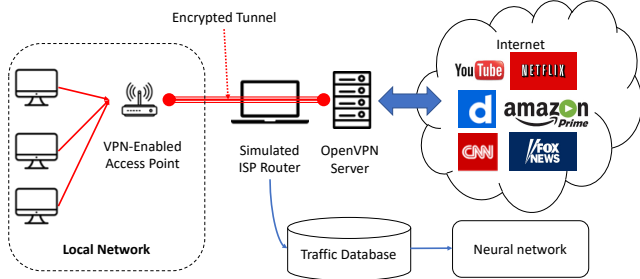 Encrypted Tunnel
Internet
YouTube
NETFLIX
d
amazon
Prime
CNN
FOX
NEWS
VPN-Enabled
Access Point
Simulated
ISP Router
OpenVPN
Server
Local Network
Traffic Database
Neural network